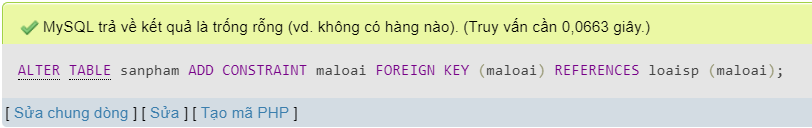 MySQL trả về kết quả là trống rỗng (vd. không có hàng nào). (Truy vấn cần 0,0663 giây.)
ALTER TABLE sanpham ADD CONSTRAINT maloai FOREIGN KEY (maloai) REFERENCES loaisp (maloai);
[ Sửa chung dòng ] [ Sửa ] [ Tạo mã PHP ]